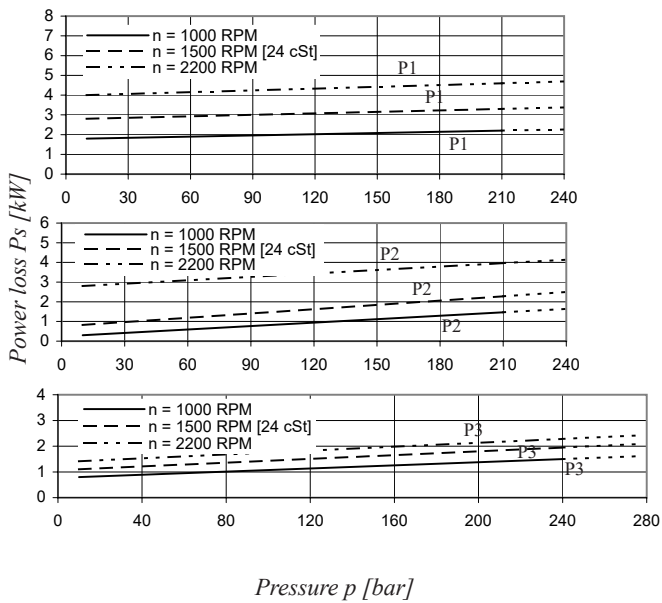 8
7
6
5
4
3
2
1
0
n = 1000 RPM
n = 1500 RPM [24 cSt]
n = 2200 RPM
P1
P1
P1
0 30 60 90 120 150 180 210 240
Power loss Ps [kW]
6
5
4
3
2
1
0
n = 1000 RPM
n = 1500 RPM [24 cSt]
n = 2200 RPM
P2
P2
P2
0 30 60 90 120 150 180 210 240
4
3
2
1
0
n = 1000 RPM
n = 1500 RPM [24 cSt]
n = 2200 RPM
P3
P3
P3
0 40 80 120 160 200 240 280
Pressure p [bar]